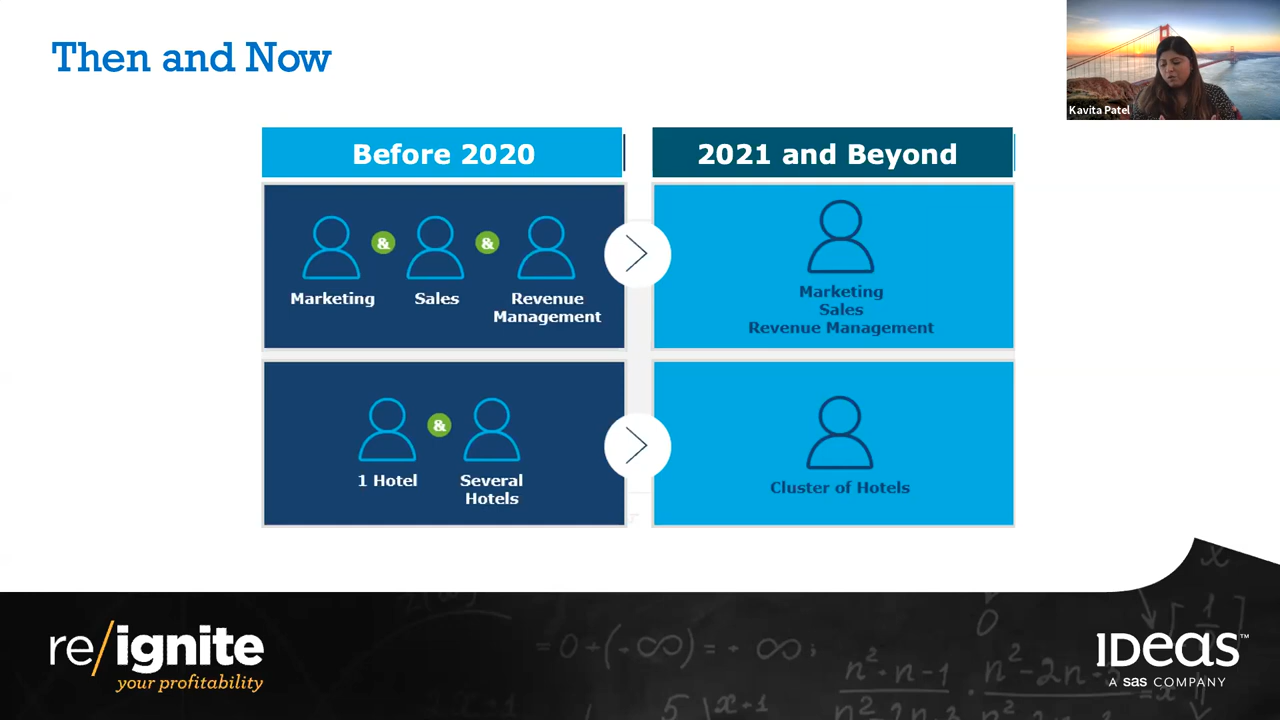 Then and Now
Kavita Patel
Before 2020
2021 and Beyond
&
&
Marketing
Sales
Revenue
Management
Marketing
Sales
Revenue Management
&
1 Hotel
Several
Hotels
Cluster of Hotels
re/ignite
your profitability
IDeaS™
A sas COMPANY